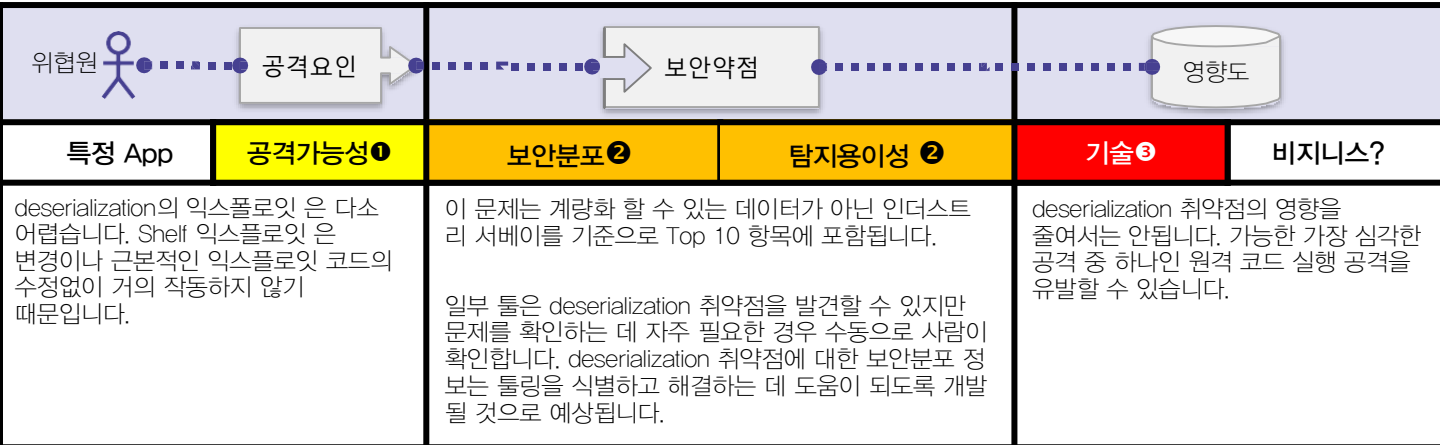 위협원
공격요인
보안약점
영향도
특정 App
공격가능성❶
보안분포❷
탐지용이성 ❷
기술❸
비지니스?
deserialization의 익스폴로잇 은 다소
어렵습니다. Shelf 익스플로잇 은
변경이나 근본적인 익스플로잇 코드의
수정없이 거의 작동하지 않기
때문입니다.
이 문제는 계량화 할 수 있는 데이터가 아닌 인더스트
리 서베이를 기준으로 Top 10 항목에 포함됩니다.
일부 툴은 deserialization 취약점을 발견할 수 있지만
문제를 확인하는 데 자주 필요한 경우 수동으로 사람이
확인합니다. deserialization 취약점에 대한 보안분포 정
보는 툴링을 식별하고 해결하는 데 도움이 되도록 개발
될 것으로 예상됩니다.
deserialization 취약점의 영향을
줄여서는 안됩니다. 가능한 가장 심각한
공격 중 하나인 원격 코드 실행 공격을
유발할 수 있습니다.